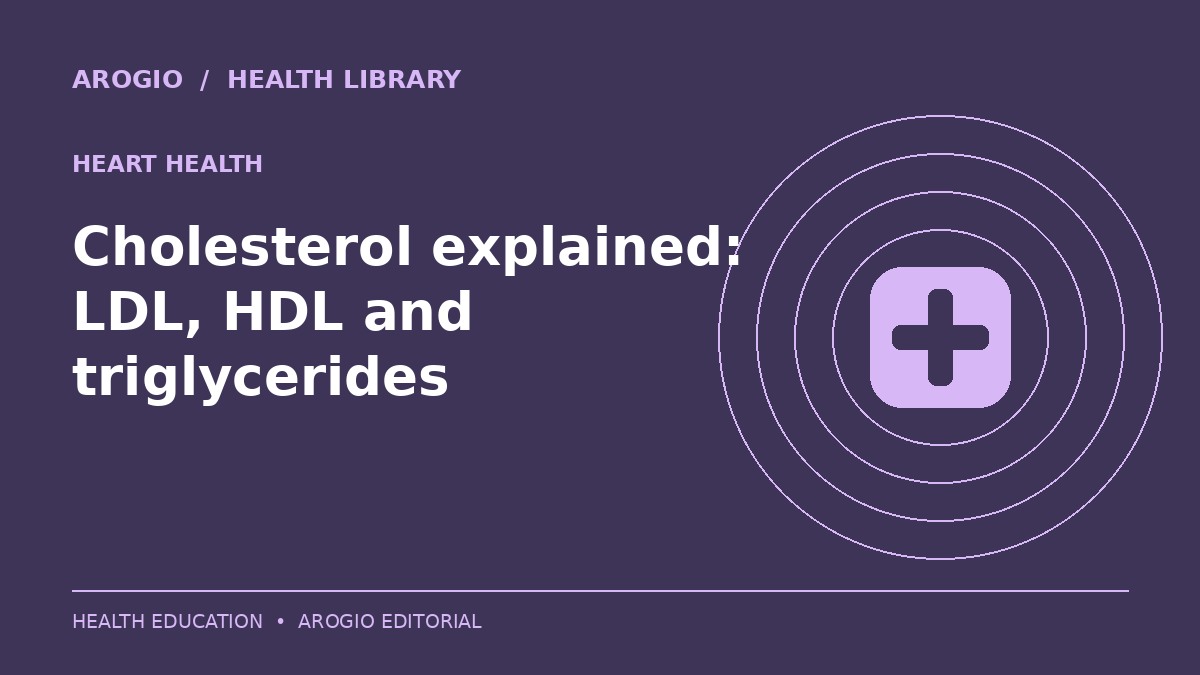 AROGIO / HEALTH LIBRARY
HEART HEALTH
Cholesterol explained:
LDL, HDL and
triglycerides
HEALTH EDUCATION • AROGIO EDITORIAL